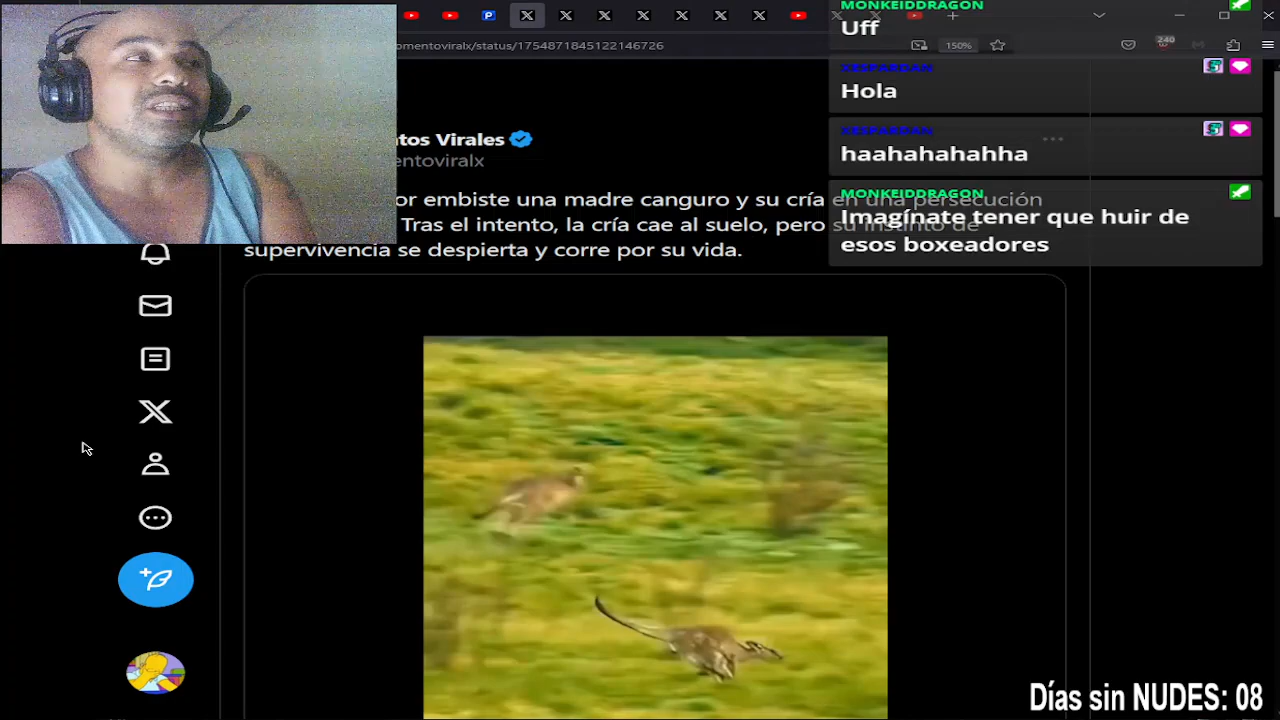 omentoviralx/status/1754871845122146726
150%
240
tos Virales
entoviralx
or embiste una madre canguro y su cría en una persecución
Tras el intento, la cría cae al suelo, pero su instinto de
supervivencia se despierta y corre por su vida.
MONKEIDDRAGON
Uff
Hola
haahahahahha
MONKEIDDRAGON
Imagínate tener que huir de
esos boxeadores
Días sin NUDES: 08